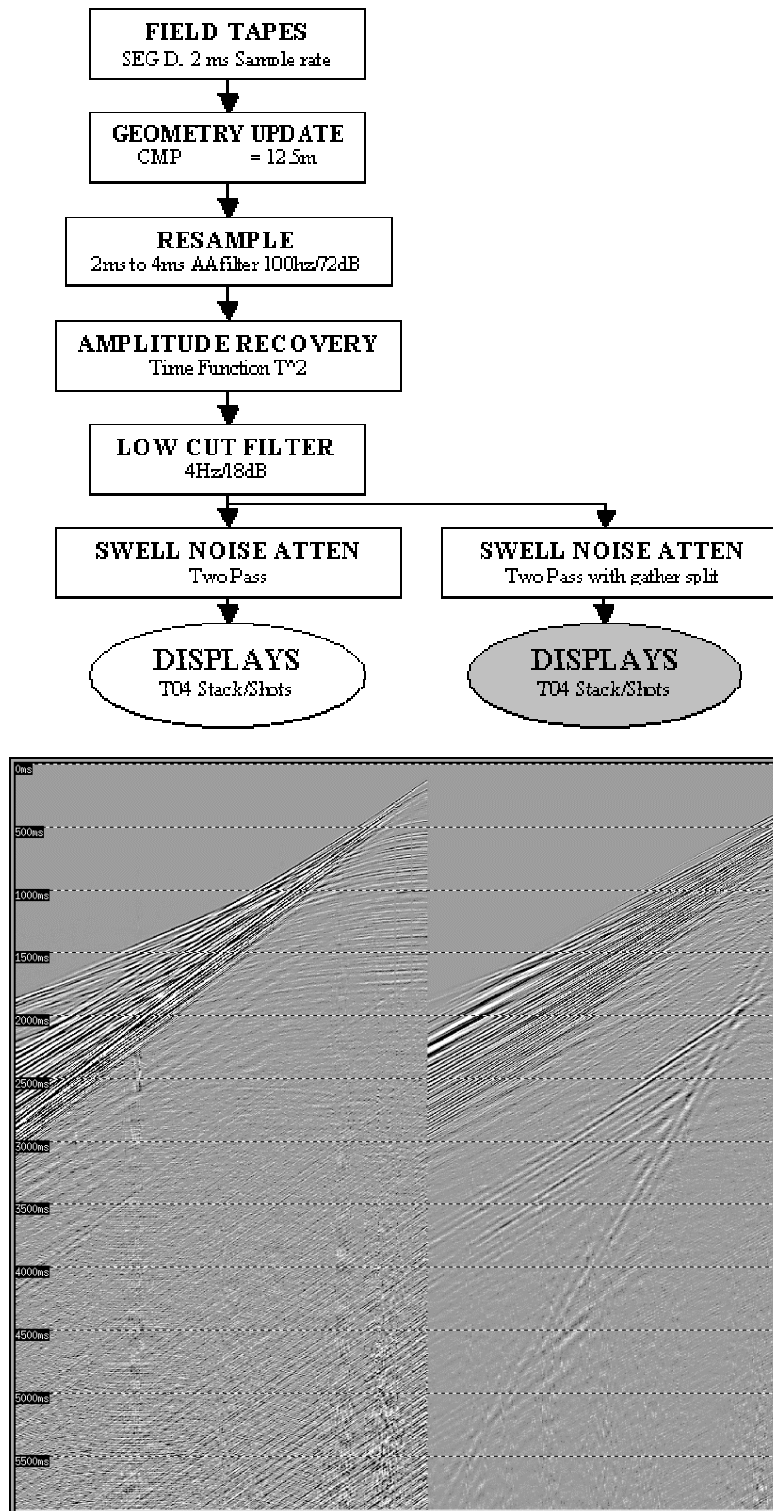 FIELD TAPES
SEG D. 2 ms Sample rate
GEOMETRY UPDATE
CMP = 12.5m
RESAMPLE
2ms to 4ms AAfilter 100hz/72dB
AMPLITUDE RECOVERY
Time Function T^2
LOW CUT FILTER
4Hz/18dB
SWELL NOISE ATTEN
Two Pass
SWELL NOISE ATTEN
Two Pass with gather split
DISPLAYS
T04 Stack/Shots
DISPLAYS
T04 Stack/Shots
0ms
500ms
1000ms
1500ms
2000ms
2500ms
3000ms
3500ms
4000ms
4500ms
5000ms
5500ms